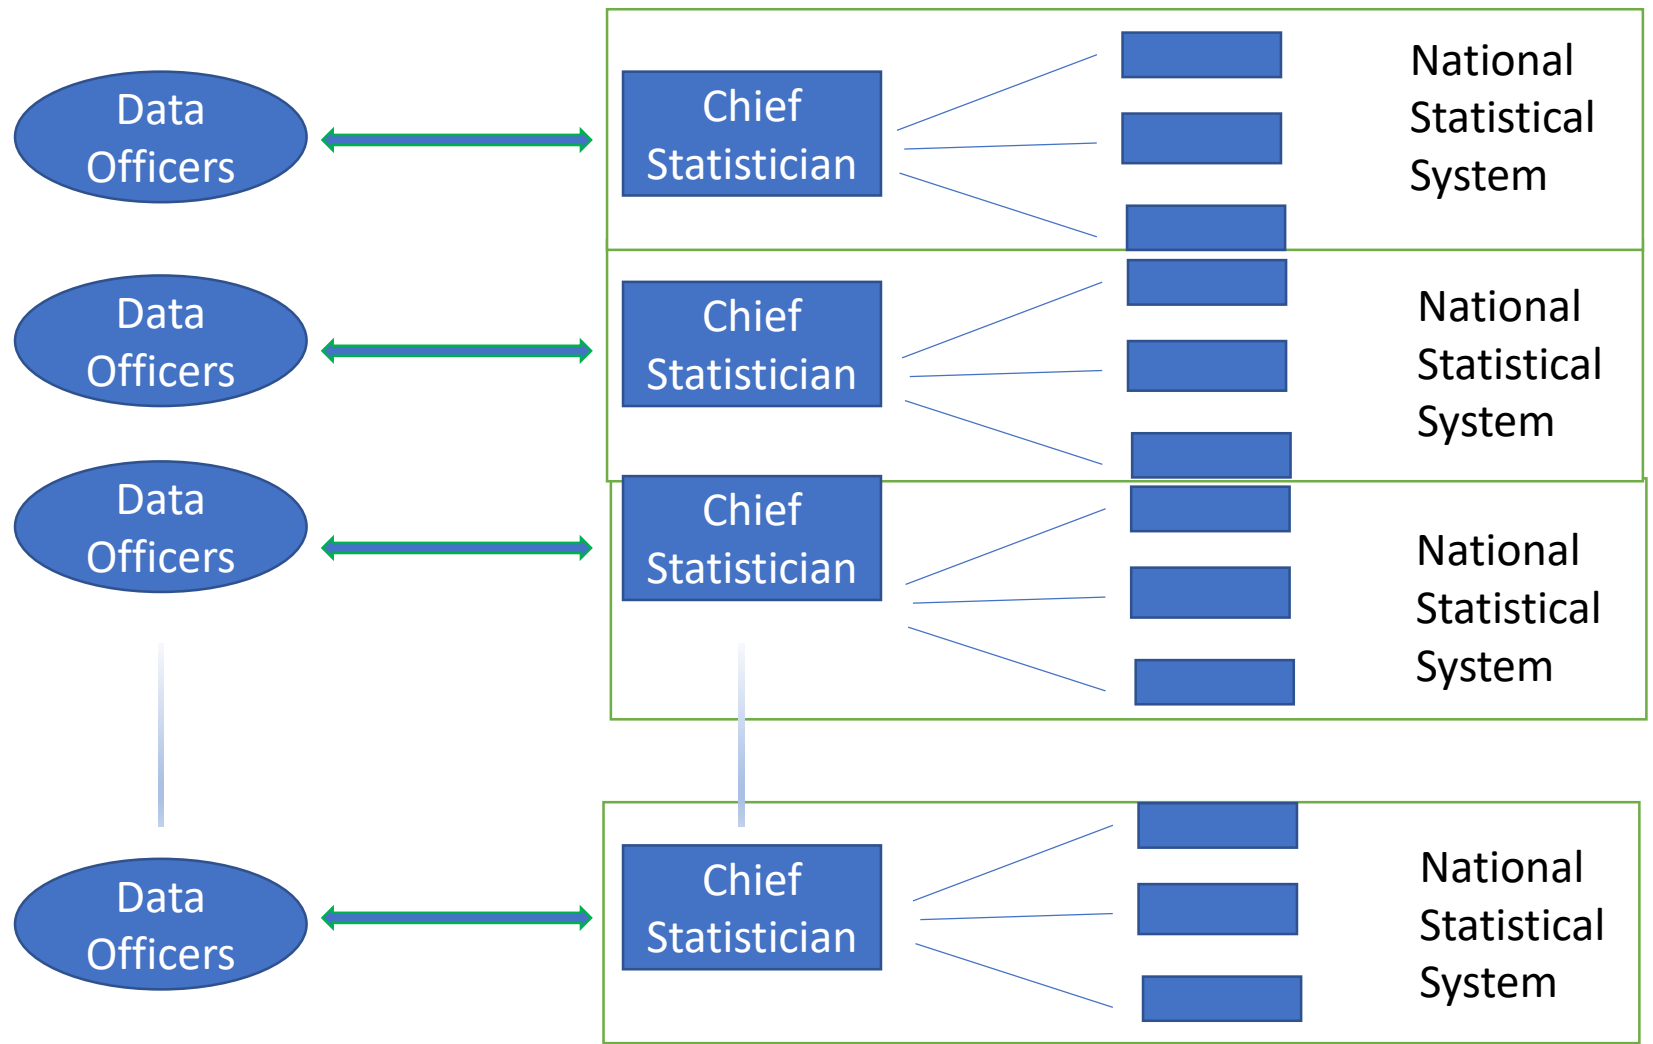 Data
Officers
Chief
Statistician
National
Statistical
System
Data
Officers
Chief
Statistician
National
Statistical
System
Data
Officers
Chief
Statistician
National
Statistical
System
Data
Officers
Chief
Statistician
National
Statistical
System